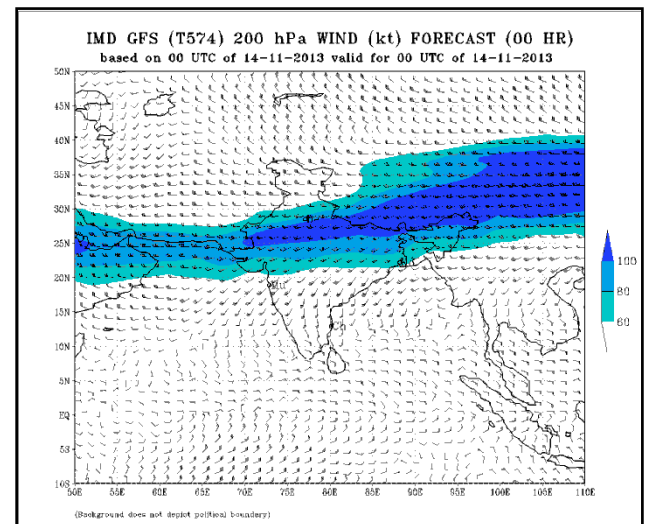 IMD GFS (T574) 200 hPa WIND (kt) FORECAST (00 HR)
based on 00 UTC of 14-11-2013 valid for 00 UTC of 14-11-2013
50N
45N
40N
35N
30N
25N
20N
15N
10N
5N
5S
10S
Mu
Ch
100
80
60
50E 55E 60E 65E 70E 75E 80E 85E 90E 95E 100E 105E 110E
(Background does not depict political boundary)